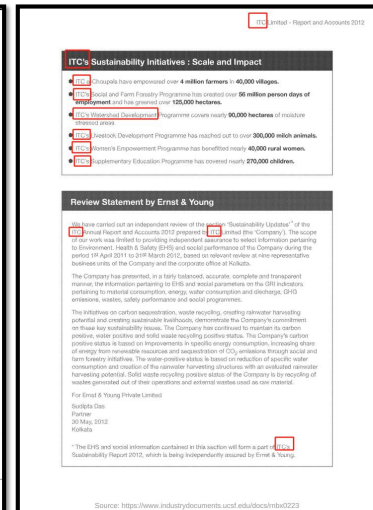 ITC Limited - Report and Accounts 2012
ITC's Sustainability Initiatives : Scale and Impact
ITC's e-Choupals have empowered over 4 million farmers in 40,000 villages.
ITC's Social and Farm Forestry Programme has created over 56 million person days of
employment and has greened over 125,000 hectares.
ITC's Watershed Development Programme covers nearly 90,000 hectares of moisture
stressed areas
ITC's Livestock Development Programme has reached out to over 300,000 milch animals.
ITC's Women's Empowerment Programme has benefitted nearly 40,000 rural women.
ITC's Supplementary Education Programme has covered nearly 270,000 children.
Review Statement by Ernst & Young
We have carried out an independent review of the section 'Sustainability Updates'* of the
ITC Annual Report and Accounts 2012 prepared by ITC Limited (the 'Company'). The scope
of our work was limited to providing independent assurance to select information pertaining
to Environment, Health & Safety (EHS) and social performance of the Company during the
period 1st April 2011 to 31st March 2012, based on relevant review at nine representative
business units of the Company and the corporate office at Kolkata.
The Company has presented, in a fairly balanced, accurate, complete and transparent
manner, the information pertaining to EHS and social parameters on the GRI indicators
pertaining to material consumption, energy, water consumption and discharge, GHG
emissions, wastes, safety performance and social programmes.
The initiatives on carbon sequestration, waste recycling, creating rainwater harvesting
potential and creating sustainable livelihoods, demonstrate the Company's commitment
on these key sustainability issues. The Company has continued to maintain its carbon
positive, water positive and solid waste recycling positive status. The Company's carbon
positive status is based on improvements in specific energy consumption, increasing share
of energy from renewable resources and sequestration of CO2 emissions through social and
farm forestry initiatives. The water-positive status is based on reduction of specific water
consumption and creation of the rainwater harvesting structures with an evaluated rainwater
harvesting potential. Solid waste recycling positive status of the Company is by recycling of
wastes generated out of their operations and external wastes used as raw material.
For Ernst & Young Private Limited
Sudipta Das
Partner
30 May, 2012
Kolkata
* The EHS and social information contained in this section will form a part of ITC's
Sustainability Report 2012, which is being independently assured by Ernst & Young.
Source: https://www.industrydocuments.ucsf.edu/docs/rnbx0223